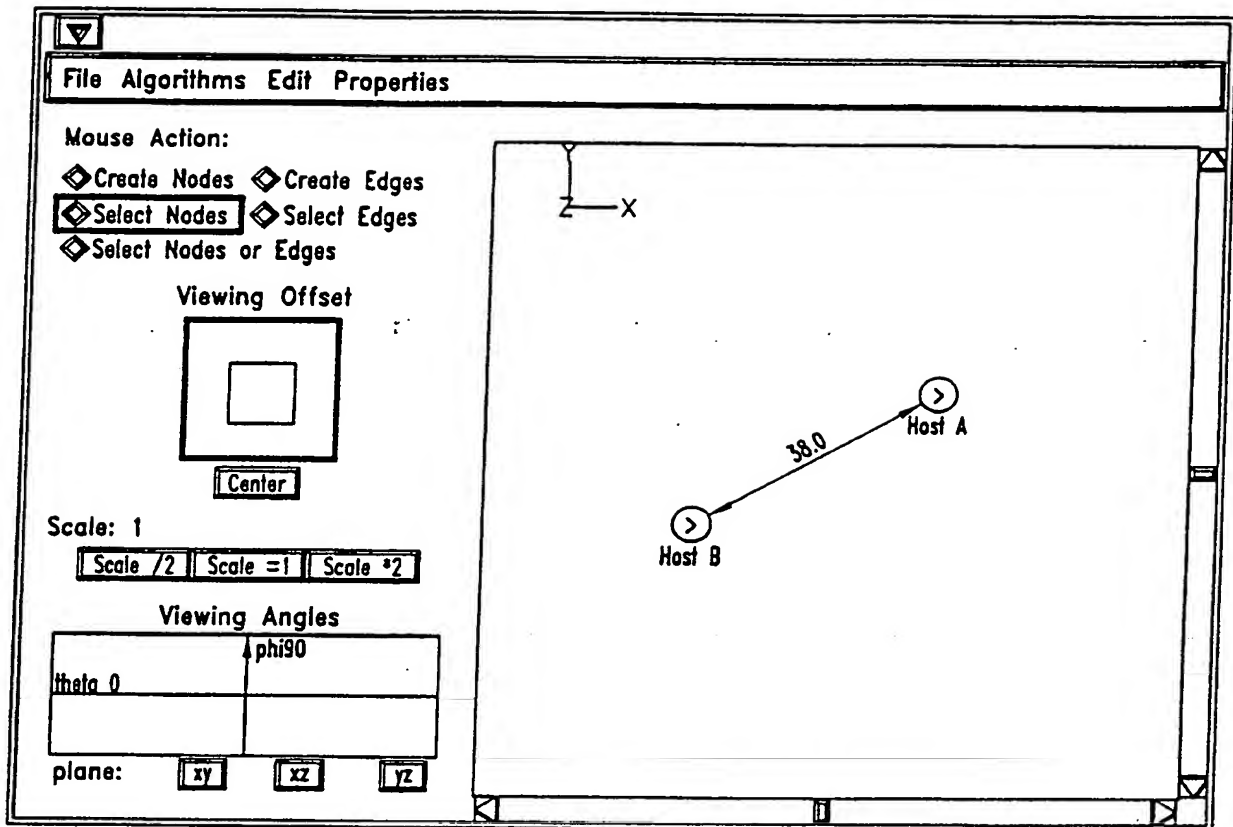 File Algorithms Edit Properties
Mouse Action:
Create Nodes Create Edges
Select Nodes Select Edges
Select Nodes or Edges
Viewing Offset
Center
Scale: 1
Scale /2 Scale =1 Scale *2
Viewing Angles
phi90
theta 0
plane: xy xz yz
Y
Z X
Host A
38.0
Host B